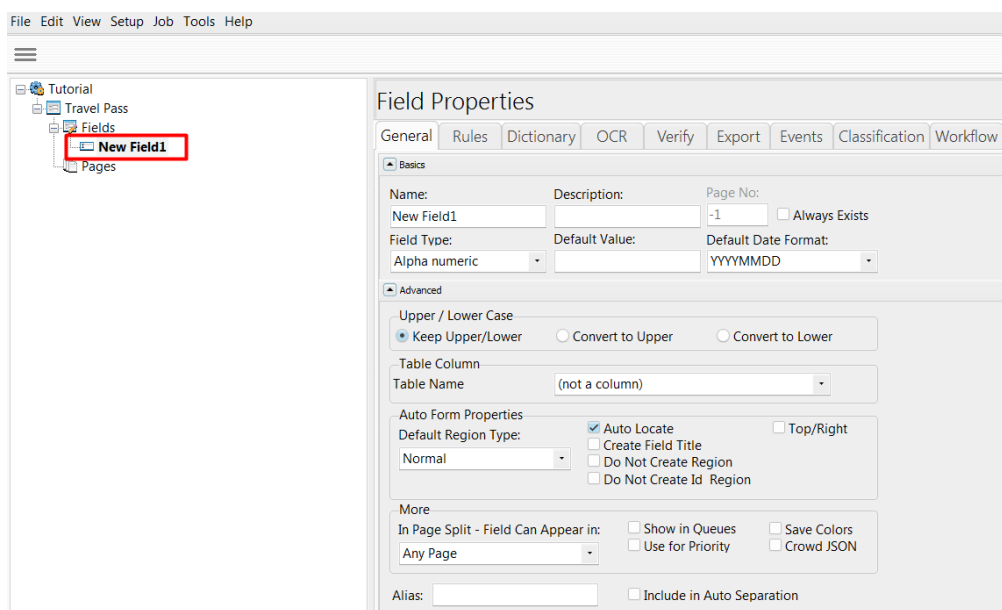 File Edit View Setup Job Tools Help
Tutorial
Travel Pass
Fields
New Field1
Pages
Field Properties
General Rules Dictionary OCR Verify Export Events Classification Workflow
Basics
Name: Description: Page No:
New Field1 -1 Always Exists
Field Type: Default Value: Default Date Format:
Alpha numeric YYYYMMDD
Advanced
Upper / Lower Case
Keep Upper/Lower Convert to Upper Convert to Lower
Table Column
Table Name (not a column)
Auto Form Properties
Default Region Type: Auto Locate Top/Right
Create Field Title
Normal Do Not Create Region
Do Not Create Id Region
More
In Page Split - Field Can Appear in: Show in Queues Save Colors
Any Page Use for Priority Crowd JSON
Alias: Include in Auto Separation